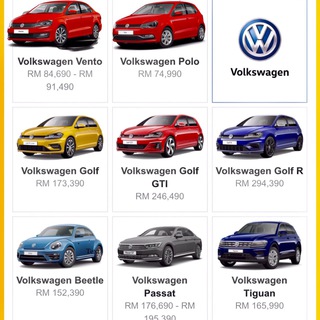 Volkswagen Vento
RM 84,690 - RM
91,490
Volkswagen Polo
RM 74,990
Volkswagen
Volkswagen Golf
RM 173,390
Volkswagen Golf
GTI
RM 246,490
Volkswagen Golf R
RM 294,390
Volkswagen Beetle
RM 152,390
Volkswagen
Passat
RM 176,690 - RM
195,390
Volkswagen
Tiguan
RM 165,990